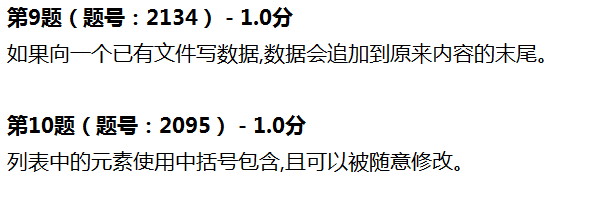 第9题（题号：2134） - 1.0分
如果向一个已有文件写数据,数据会追加到原来内容的末尾。
第10题（题号：2095） - 1.0分
列表中的元素使用中括号包含,且可以被随意修改。